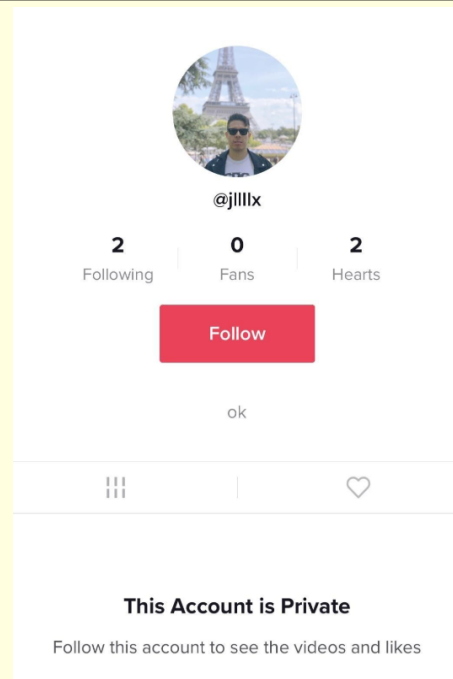 @jllllx
2 0 2
Following Fans Hearts
Follow
ok
This Account is Private
Follow this account to see the videos and likes